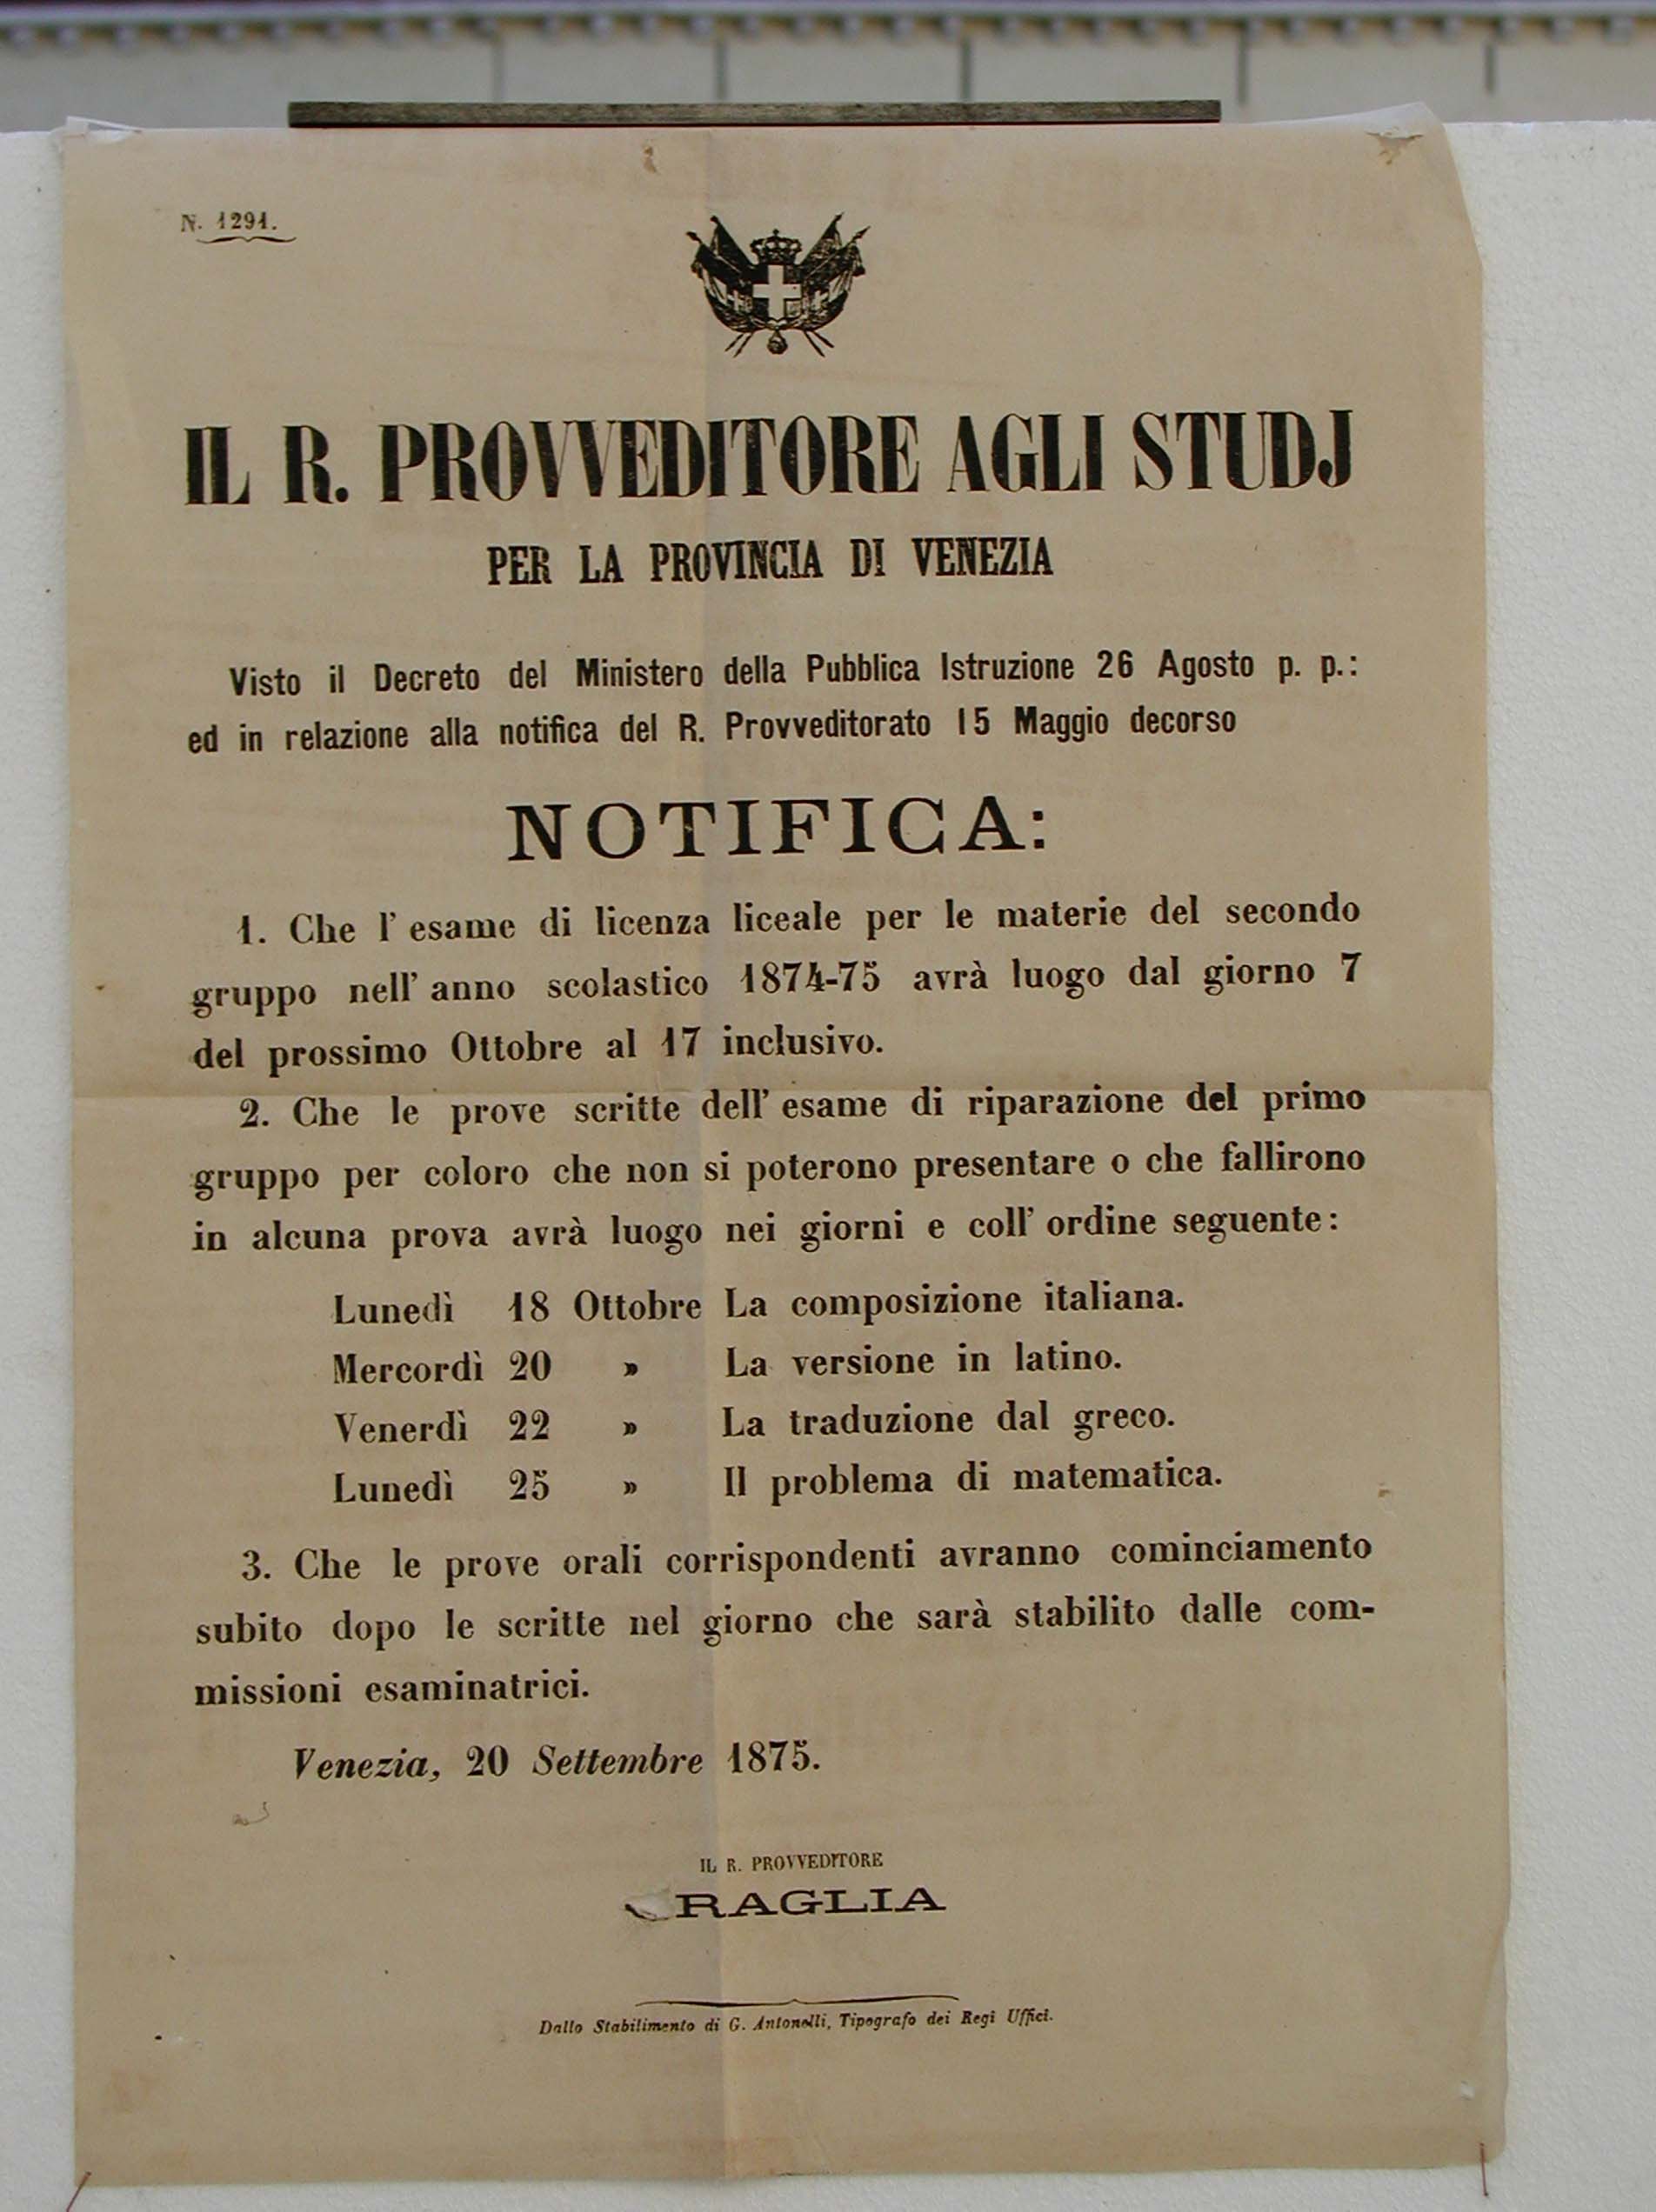 N. 1291.
IL R. PROVVEDITORE AGLI STUDJ
PER LA PROVINCIA DI VENEZIA
Visto il Decreto del Ministero della Pubblica Istruzione 26 Agosto p. p.:
ed in relazione alla notifica del R. Provveditorato 15 Maggio decorso
NOTIFICA:
1. Che l' esame di licenza liceale per le materie del secondo
gruppo nell' anno scolastico 1874-75 avrà luogo dal giorno 7
del prossimo Ottobre al 17 inclusivo.
2. Che le prove scritte dell' esame di riparazione del primo
gruppo per coloro che non si poterono presentare o che fallirono
in alcuna prova avrà luogo nei giorni e coll' ordine seguente:
Lunedì 18 Ottobre La composizione italiana.
Mercordì 20 » La versione in latino.
Venerdì 22 » La traduzione dal greco.
Lunedì 25 » Il problema di matematica.
3. Che le prove orali corrispondenti avranno cominciamento
subito dopo le scritte nel giorno che sarà stabilito dalle com-
missioni esaminatrici.
Venezia, 20 Settembre 1875.
IL R. PROVVEDITORE
RAGLIA
Dallo Stabilimento di G. Antonelli, Tipografo dei Regi Uffici.